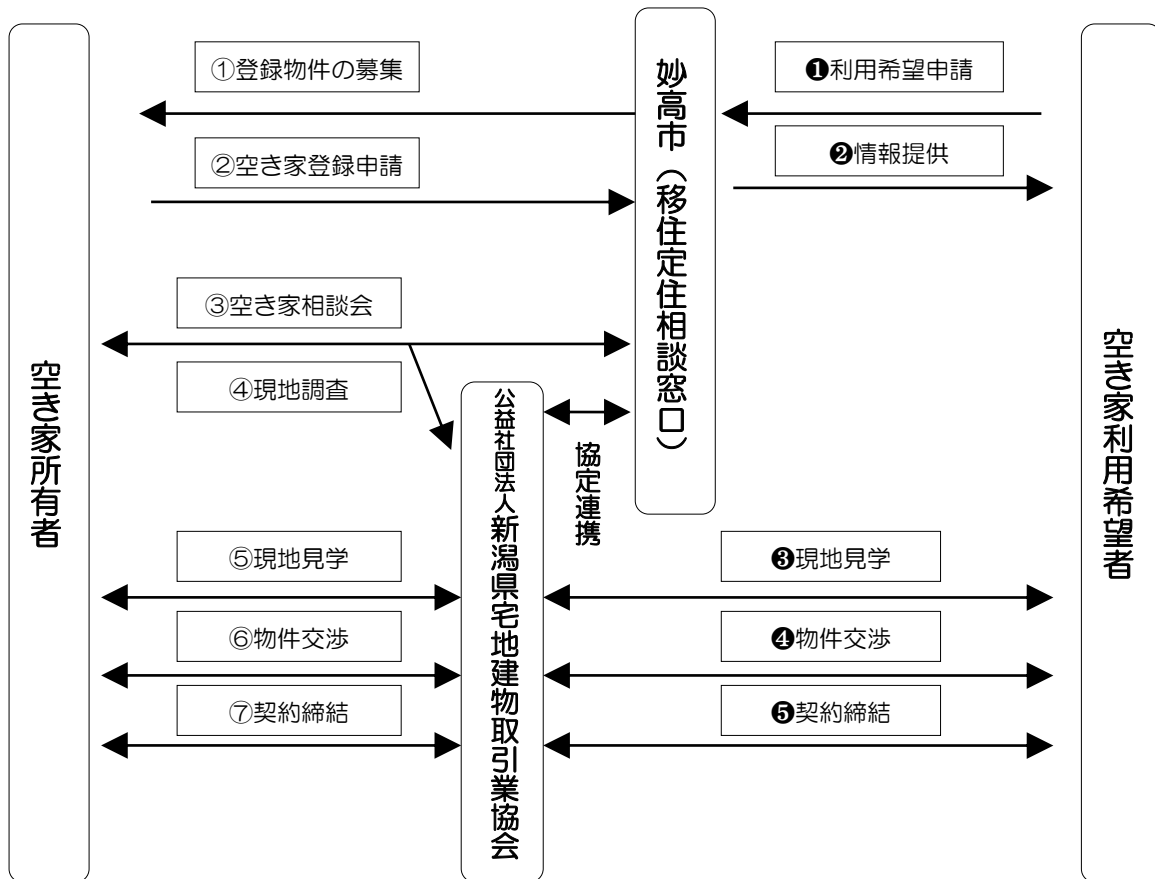 空き家所有者
①登録物件の募集
②空き家登録申請
③空き家相談会
④現地調査
⑤現地見学
⑥物件交渉
⑦契約締結
公益社団法人新潟県宅地建物取引業協会
協定連携
妙高市（移住定住相談窓口）
❶利用希望申請
❷情報提供
❸現地見学
❹物件交渉
❺契約締結
空き家利用希望者